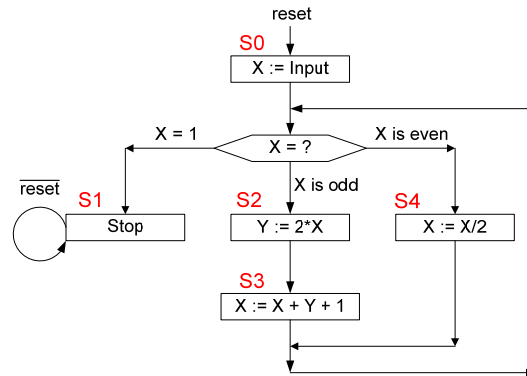 reset
S0
X := Input
X = 1
X = ?
X is even
reset
X is odd
S1
S2
S4
Stop
Y := 2*X
X := X/2
S3
X := X + Y + 1